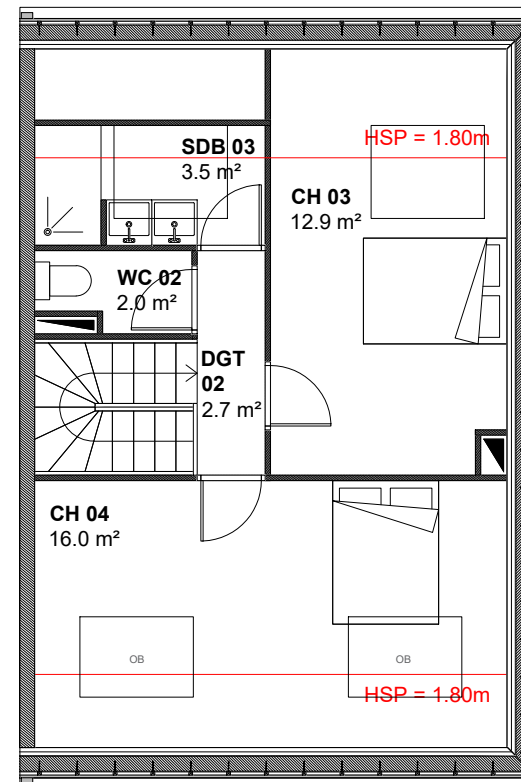 HSP = 1.80m
SDB 03
3.5 m²
CH 03
12.9 m²
WC 02
2.0 m²
DGT
02
2.7 m²
CH 04
16.0 m²
OB
OB
HSP = 1.80m